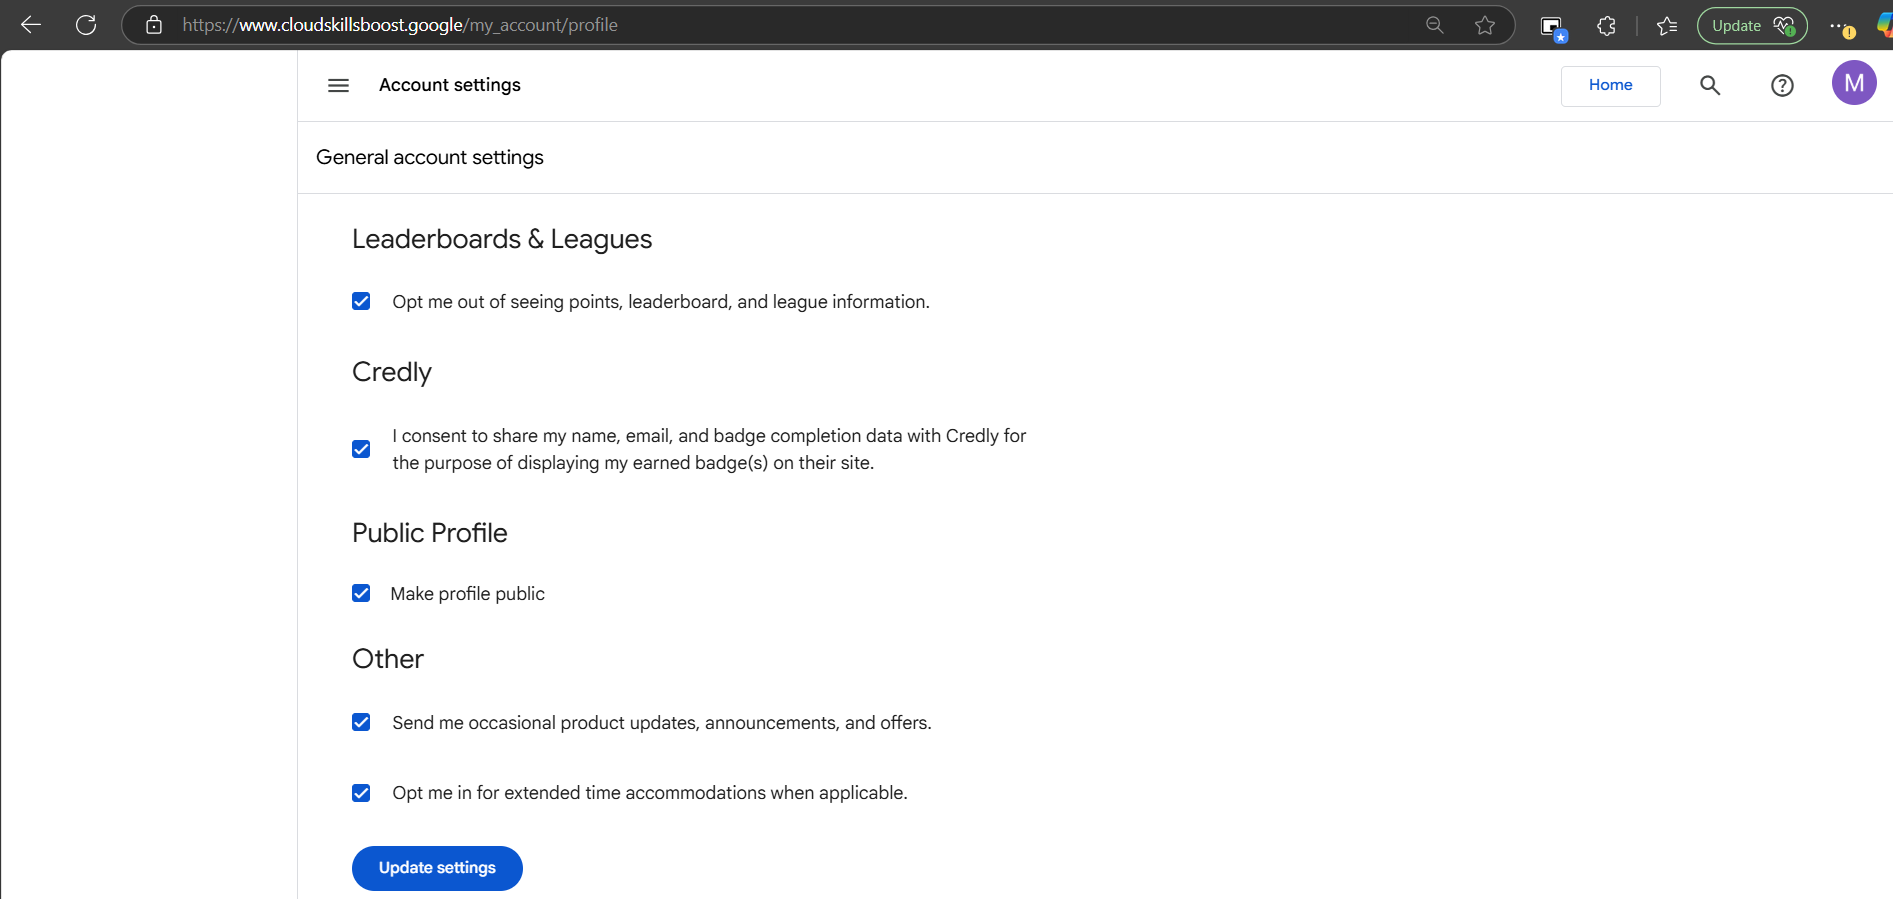 https://www.cloudskillsboost.google/my_account/profile
Update
Account settings
Home
M
General account settings
Leaderboards & Leagues
Opt me out of seeing points, leaderboard, and league information.
Credly
I consent to share my name, email, and badge completion data with Credly for
the purpose of displaying my earned badge(s) on their site.
Public Profile
Make profile public
Other
Send me occasional product updates, announcements, and offers.
Opt me in for extended time accommodations when applicable.
Update settings